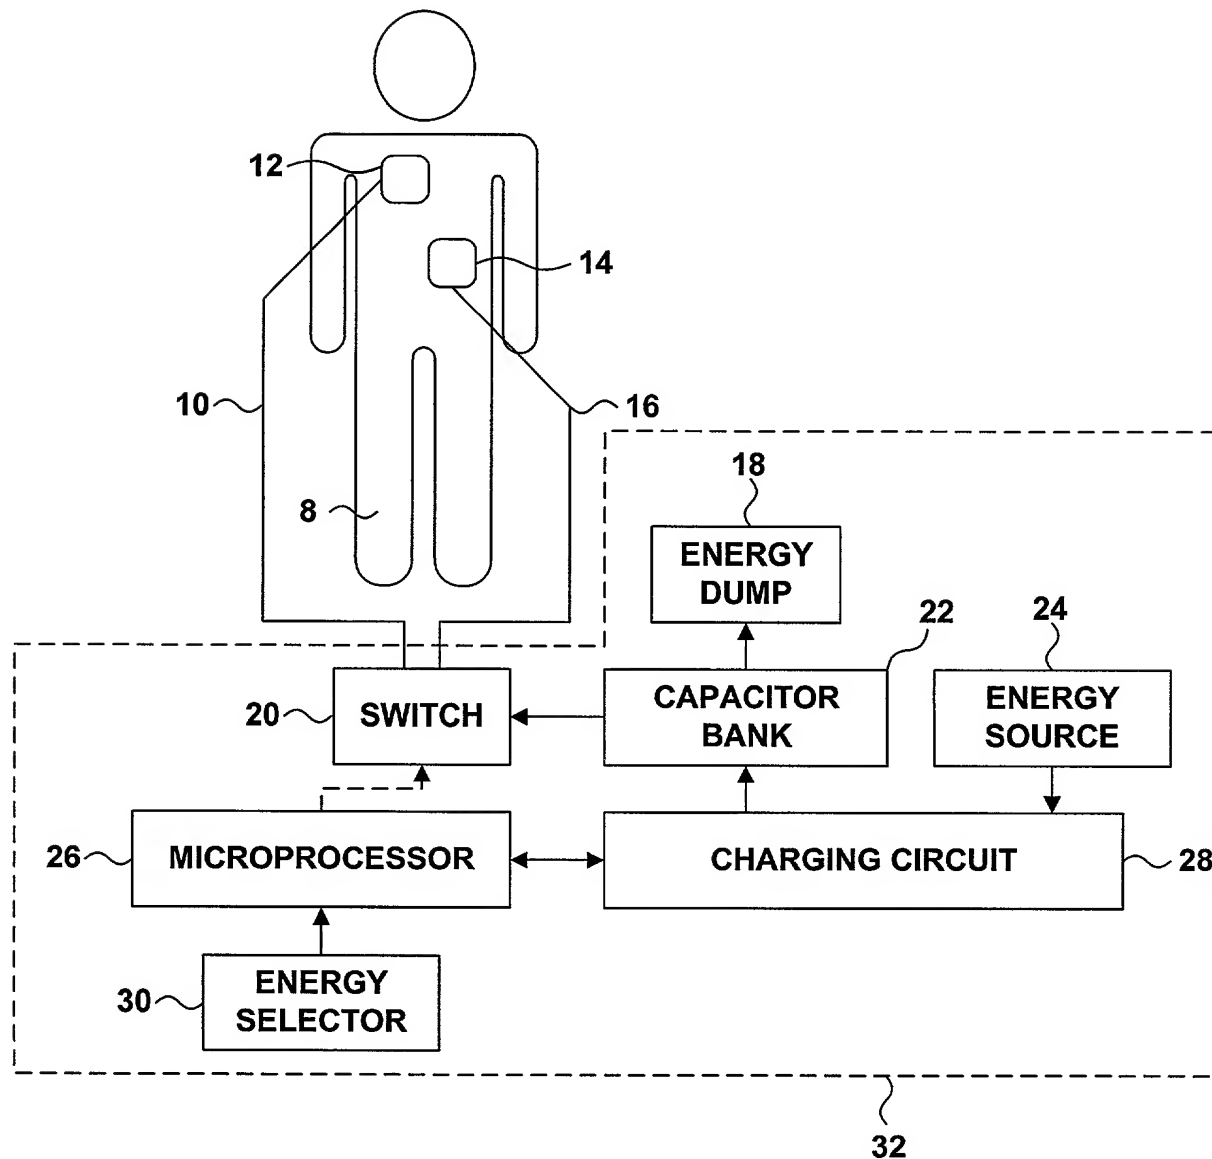 12
14
10
16
8
18
ENERGY
DUMP
22
24
20
SWITCH
CAPACITOR
BANK
ENERGY
SOURCE
26
MICROPROCESSOR
CHARGING CIRCUIT
28
30
ENERGY
SELECTOR
32